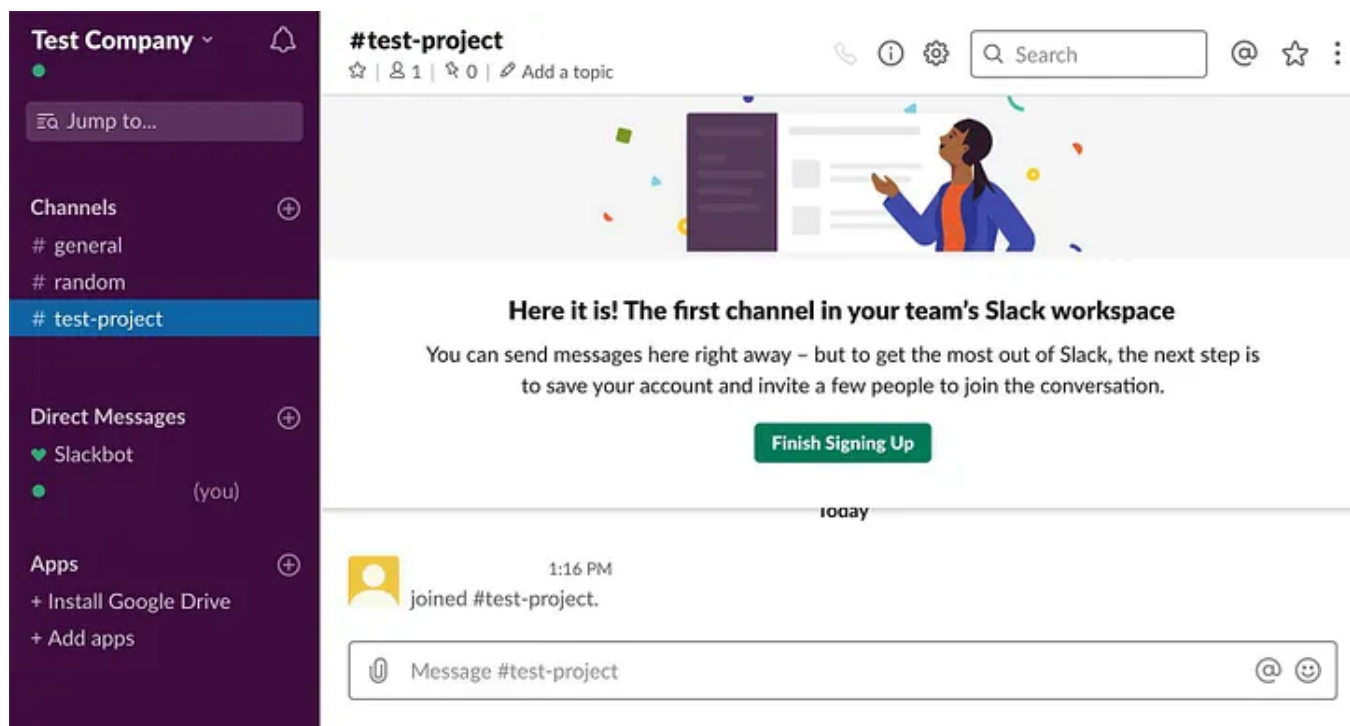 Test Company
Jump to...
Channels
# general
# random
# test-project
Direct Messages
Slackbot
(you)
Apps
+ Install Google Drive
+ Add apps
#test-project
1 | 0 | Add a topic
Search
Here it is! The first channel in your team's Slack workspace
You can send messages here right away – but to get the most out of Slack, the next step is
to save your account and invite a few people to join the conversation.
Finish Signing Up
Today
1:16 PM
joined #test-project.
Message #test-project